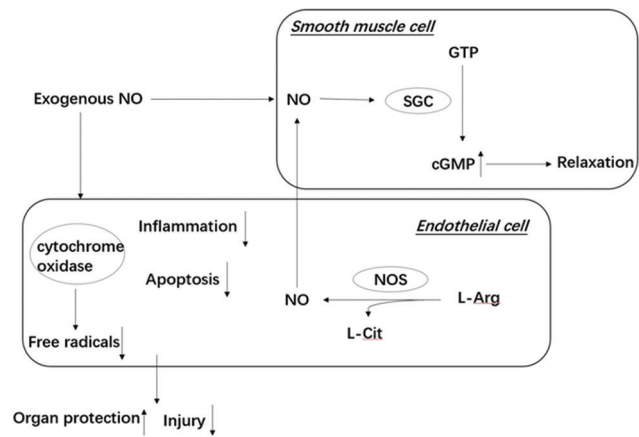 Smooth muscle cell
GTP
Exogenous NO
NO
SGC
cGMP
Relaxation
Inflammation
Endothelial cell
cytochrome
oxidase
Apoptosis
NOS
NO
L-Arg
L-Cit
Free radicals
Organ protection
Injury